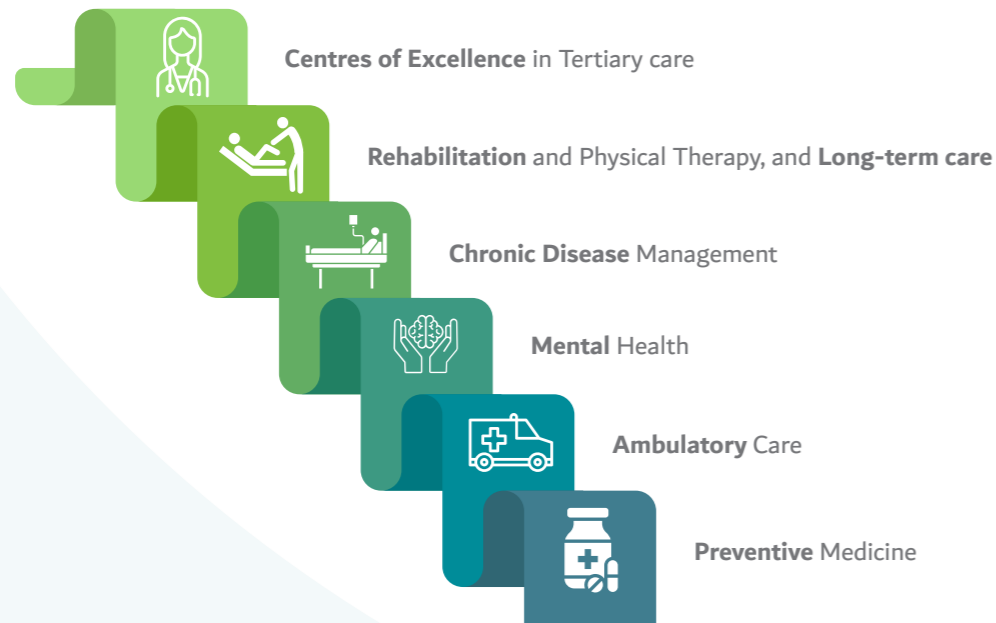 Centres of Excellence in Tertiary care
Rehabilitation and Physical Therapy, and Long-term care
Chronic Disease Management
Mental Health
Ambulatory Care
Preventive Medicine